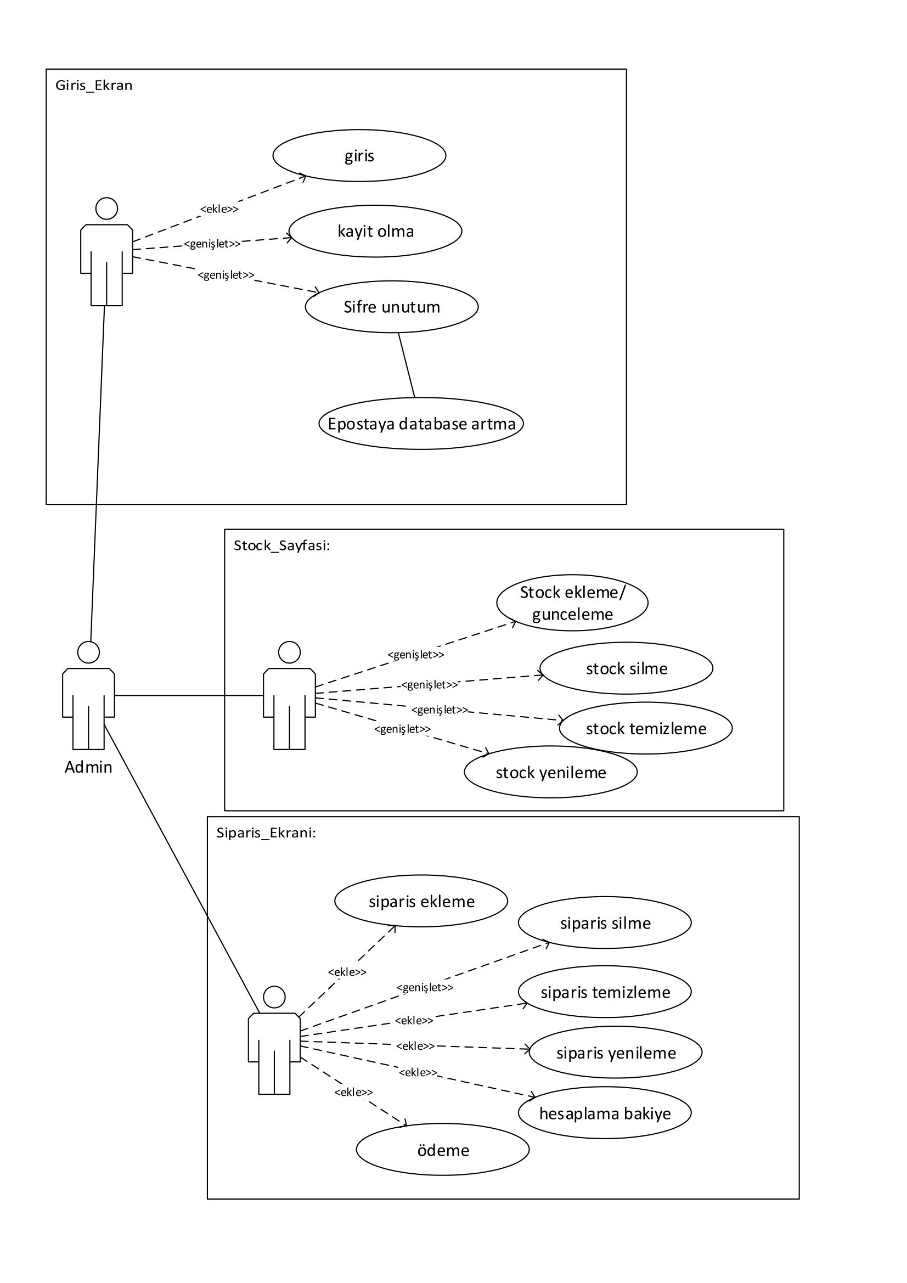 Giris_Ekran
giris
<ekle>>
kayit olma
<genişlet>>
<genişlet>>
Sifre unutum
Epostaya database artma
Stock_Sayfasi:
Stock ekleme/
gunceleme
<genişlet>>
stock silme
<genişlet>>
<genişlet>>
stock temizleme
<genişlet>>
stock yenileme
Admin
Siparis_Ekrani:
siparis ekleme
siparis silme
<ekle>>
<genişlet>>
siparis temizleme
<ekle>>
<ekle>>
siparis yenileme
<ekle>>
<ekle>>
hesaplama bakiye
ödeme